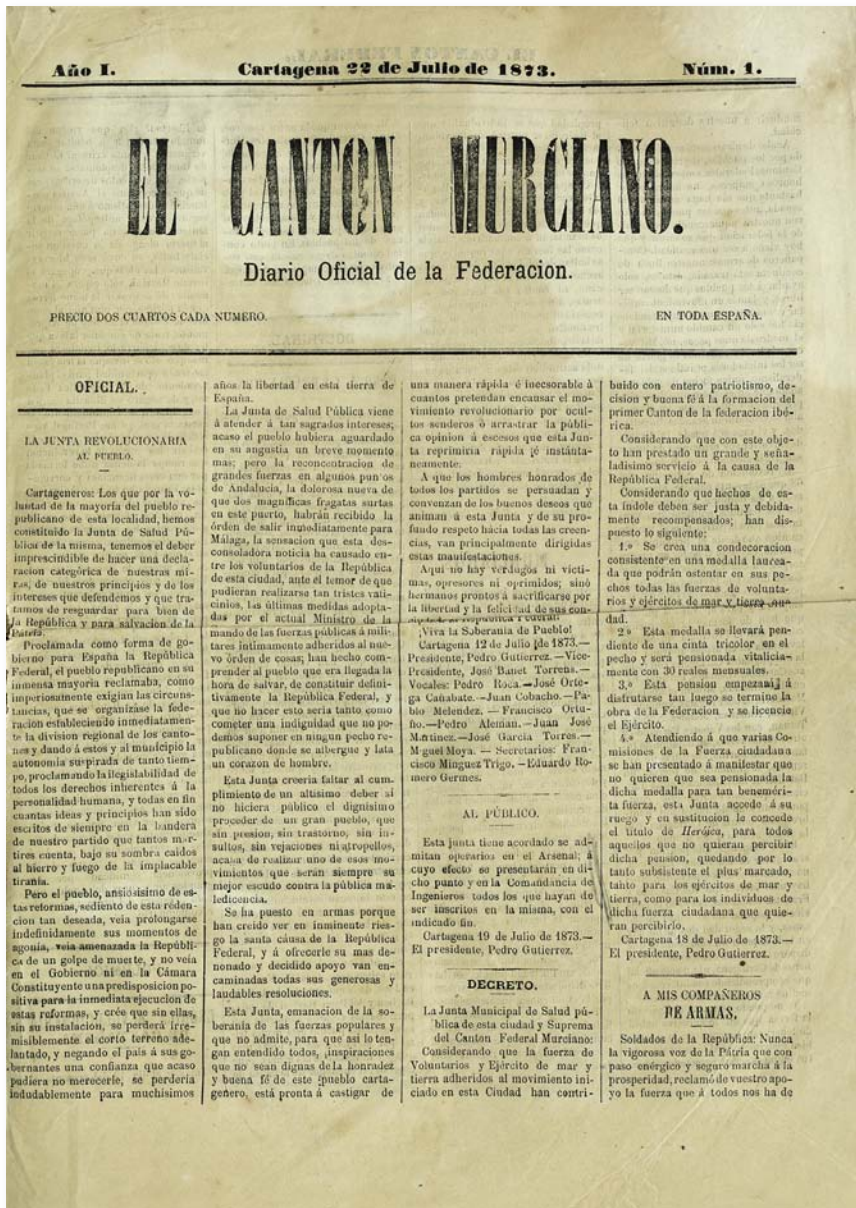 Año I.
Cartagena 22 de Julio de 1873.
Núm. 1.
EL CANTON MURCIANO.
Diario Oficial de la Federacion.
PRECIO DOS CUARTOS CADA NUMERO.
EN TODA ESPAÑA.
OFICIAL.
LA JUNTA REVOLUCIONARIA
AL PUEBLO.
Cartageneros: Los que por la vo-
luntad de la mayoría del pueblo re-
publicano de esta localidad, hemos
constituido la Junta de Salud Pú-
blica de la misma, tenemos el deber
imprescindible de hacer una decla-
racion categórica de nuestras mi-
ras, de nuestros principios y de los
intereses que defendemos y que tra-
tamos de resguardar para bien de
la República y para salvacion de la
Patria.
Proclamada como forma de go-
bierno para España la República
Federal, el pueblo republicano en su
inmensa mayoría reclamaba, como
imperiosamente exigian las circuns-
tancias, que se organizase la fede-
racion estableciendo inmediatamen-
te la division regional de los canto-
nes y dando á estos y al municipio la
autonomía suspirada de tanto tiem-
po, proclamando la ilegislabilidad de
todos los derechos inherentes á la
personalidad humana, y todas en fin
cuantas ideas y principios han sido
escritos de siempre en la bandera
de nuestro partido que tantos már-
tires cuenta, bajo su sombra caidos
al hierro y fuego de la implacable
tiranía.
Pero el pueblo, ansiosísimo de es-
tas reformas, sediento de esta réden-
cion tan deseada, veia prolongarse
indefinidamente sus momentos de
agonía, veia amenazada la Repúbli-
ca de un golpe de muerte, y no veia
en el Gobierno ni en la Cámara
Constituyente una predisposicion po-
sitiva para la inmediata ejecucion de
estas reformas, y crée que sin ellas,
sin su instalacion, se perderá irre-
misiblemente el corto terreno ade-
lantado, y negando el pais á sus go-
bernantes una confianza que acaso
pudiera no merecerle, se perderia
indudablemente para muchisimos
años la libertad en esta tierra de
España.
La Junta de Salud Pública viene
á atender á tan sagrados intereses;
acaso el pueblo hubiera aguardado
en su angustia un breve momento
mas; pero la reconcentracion de
grandes fuerzas en algunos puntos
de Andalucía, la dolorosa nueva de
que dos magníficas fragatas surtas
en este puerto, habrán recibido la
órden de salir inmediatamente para
Málaga, la sensacion que esta des-
consoladora noticia ha causado en-
tre los voluntarios de la República
de esta ciudad, ante el temor de que
pudieran realizarse tan tristes vati-
cinios, las últimas medidas adopta-
das por el actual Ministro de la
mando de las fuerzas públicas á mili-
tares intimamente adheridos al nue-
vo órden de cosas; han hecho com-
prender al pueblo que era llegada la
hora de salvar, de constituir defini-
tivamente la República Federal, y
que no hacer esto seria tanto como
cometer una indignidad que no po-
demos suponer en ningun pecho re-
publicano donde se albergue y lata
un corazon de hombre.
Esta Junta creeria faltar al cum-
plimiento de un altísimo deber si
no hiciera público el dignísimo
proceder de un gran pueblo, que
sin presion, sin trastorno, sin in-
sultos, sin vejaciones ni atropellos,
acaba de realizar uno de esos mo-
vimientos que serán siempre su
mejor escudo contra la pública ma-
ledicencia.
Se ha puesto en armas porque
han creido ver en inminente ries-
go la santa cáusa de la República
Federal, y á ofrecerle su mas de-
nonado y decidido apoyo van en-
caminadas todas sus generosas y
laudables resoluciones.
Esta Junta, emanacion de la so-
berania de las fuerzas populares y
que no admite, para que asi lo ten-
gan entendido todos, inspiraciones
que no sean dignas de la honradez
y buena fé de este pueblo carta-
genero, está pronta á castigar de
una manera rápida é inecsorable á
cuantos pretendan encausar el mo-
vimiento revolucionario por ocul-
tos senderos ó arrastrar la públi-
ca opinion á escesos que esta Jun-
ta reprimiria rápida é instánta-
neamente.
A que los hombres honrados de
todos los partidos se persuadan y
convenzan de los buenos deseos que
animan á esta Junta y de su pro-
fundo respeto hácia todas las creen-
cias, van principalmente dirigidas
estas manifestaciones.
Aquí no hay verdugos ni vícti-
mas, opresores ni oprimidos; sinó
hermanos prontos á sacrificarse por
la libertad y la felicidad de sus con-
¡Viva la Soberania de Pueblo!
Cartagena 12 de Julio de 1873.—
Presidente, Pedro Gutierrez.—Vice-
Presidente, José Banet Torrens.—
Vocales: Pedro Roca.—José Orte-
ga Cañabate.—Juan Cobacho.—Pa-
blo Melendez.—Francisco Ortu-
ño.—Pedro Aleman.—Juan José
Martinez.—José Garcia Torres.—
Miguel Moya.—Secretarios: Fran-
cisco Minguez Trigo.—Eduardo Ro-
mero Germes.
AL PÚBLICO.
Esta junta tiene acordado se ad-
mitan operarios en el Arsenal; á
cuyo efecto se presentarán en di-
cho punto y en la Comandancia de
Ingenieros todos los que hayan de
ser inscritos en la misma, con el
indicado fin.
Cartagena 19 de Julio de 1873.—
El presidente, Pedro Gutierrez.
DECRETO.
La Junta Municipal de Salud pú-
blica de esta ciudad y Suprema
del Canton Federal Murciano:
Considerando que la fuerza de
Voluntarios y Ejército de mar y
tierra adheridos al movimiento ini-
ciado en esta Ciudad han contri-
buido con entero patriotismo, de-
cision y buena fé á la formacion del
primer Canton de la federacion ibé-
rica.
Considerando que con este obje-
to han prestado un grande y seña-
ladísimo servicio á la causa de la
República Federal.
Considerando que hechos de es-
ta índole deben ser justa y debida-
mente recompensados; han dis-
puesto lo siguiente:
1.º Se crea una condecoracion
consistente en una medalla laurea-
da que podrán ostentar en sus pe-
chos todas las fuerzas de volunta-
rios y ejércitos de mar y tierra que
dad.
2.º Esta medalla se llevará pen-
diente de una cinta tricolor en el
pecho y será pensionada vitalicia-
mente con 30 reales mensuales.
3.º Esta pension empezará á
disfrutarse tan luego se termine la
obra de la Federacion y se licencie
el Ejército.
4.º Atendiendo á que varias Co-
misiones de la Fuerza ciudadana
se han presentado á manifestar que
no quieren que sea pensionada la
dicha medalla para tan beneméri-
ta fuerza, esta Junta accede á su
ruego y en sustitucion le concede
el título de Heróica, para todos
aquellos que no quieran percibir
dicha pension, quedando por lo
tanto subsistente el plus marcado,
tanto para los ejércitos de mar y
tierra, como para los individuos de
dicha fuerza ciudadana que quie-
ran percibirlo.
Cartagena 18 de Julio de 1873.—
El presidente, Pedro Gutierrez.
A MIS COMPAÑEROS
DE ARMAS.
Soldados de la República: Nunca
la vigorosa voz de la Pátria que con
paso enérgico y seguro marcha á la
prosperidad, reclamó de vuestro apo-
yo la fuerza que á todos nos ha de